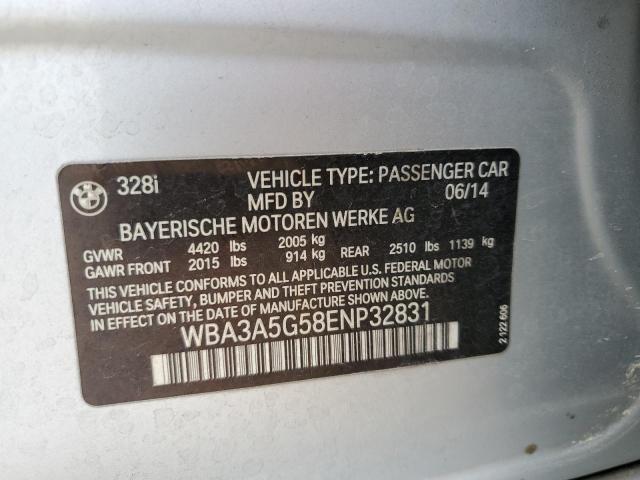 BMW
328i VEHICLE TYPE: PASSENGER CAR
MFD BY 06/14
BAYERISCHE MOTOREN WERKE AG
GVWR 4420 lbs 2005 kg
GAWR FRONT 2015 lbs 914 kg REAR 2510 lbs 1139 kg
THIS VEHICLE CONFORMS TO ALL APPLICABLE U.S. FEDERAL MOTOR
VEHICLE SAFETY, BUMPER AND THEFT PREVENTION STANDARDS
IN EFFECT ON THE DATE OF MANUFACTURE SHOWN ABOVE.
WBA3A5G58ENP32831
2 122 606